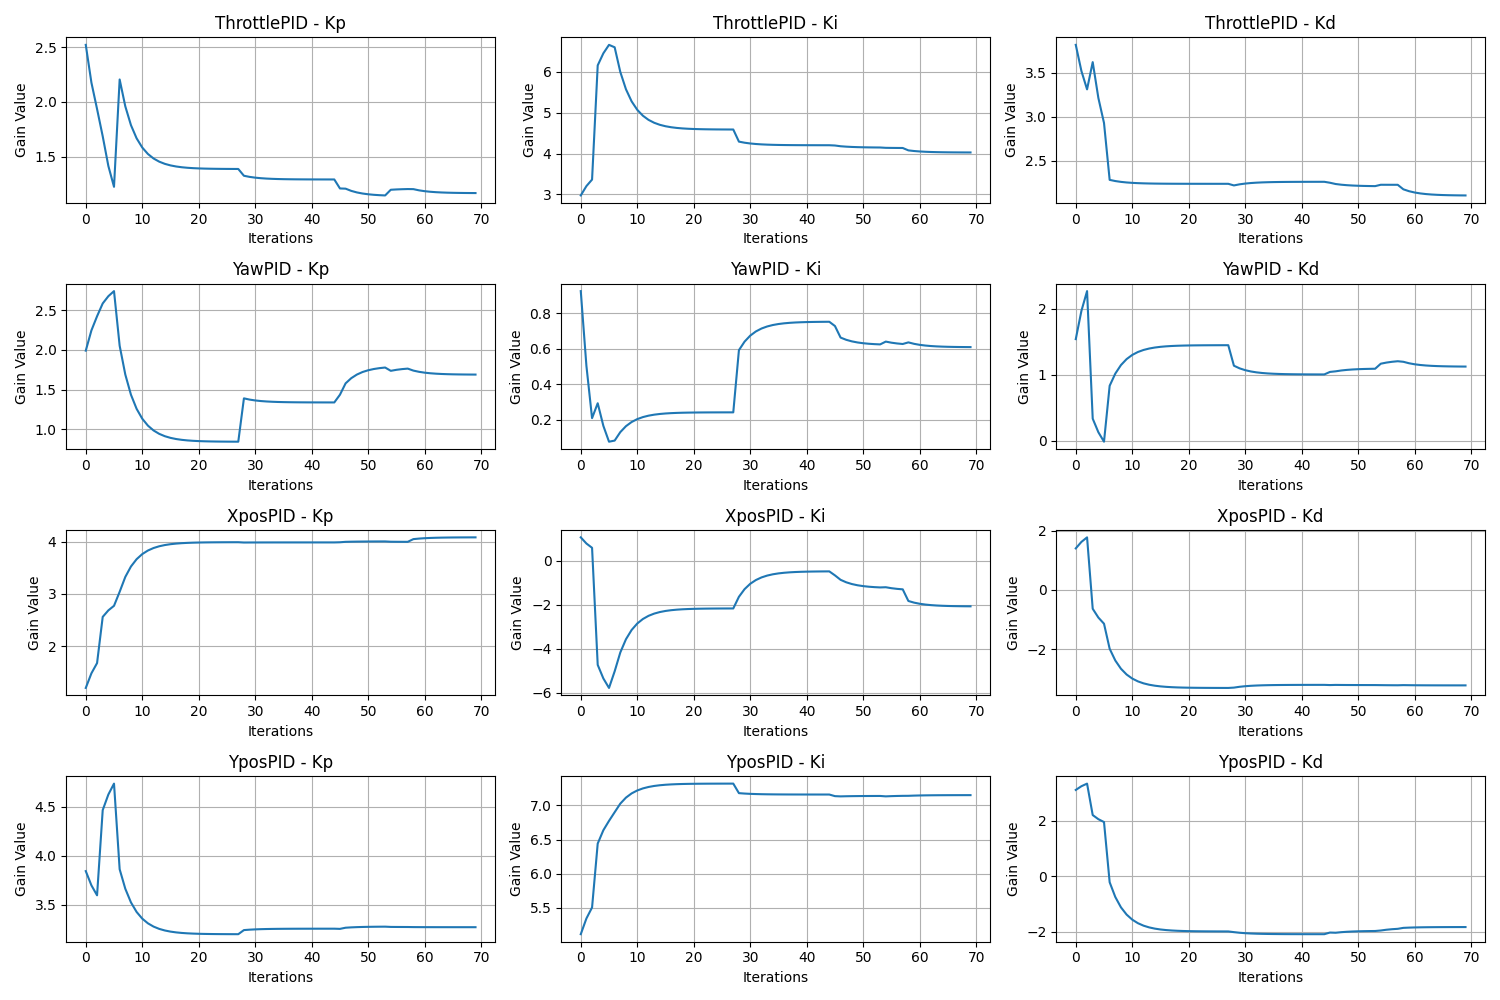 ThrottlePID - Kp
ThrottlePID - Ki
ThrottlePID - Kd
Gain Value
2.5
2.0
1.5
0 10 20 30 40 50 60 70
Iterations
Gain Value
6
5
4
3
0 10 20 30 40 50 60 70
Iterations
Gain Value
3.5
3.0
2.5
0 10 20 30 40 50 60 70
Iterations
YawPID - Kp
YawPID - Ki
YawPID - Kd
Gain Value
2.5
2.0
1.5
1.0
0 10 20 30 40 50 60 70
Iterations
Gain Value
0.8
0.6
0.4
0.2
0 10 20 30 40 50 60 70
Iterations
Gain Value
2
1
0
0 10 20 30 40 50 60 70
Iterations
XposPID - Kp
XposPID - Ki
XposPID - Kd
Gain Value
4
3
2
0 10 20 30 40 50 60 70
Iterations
Gain Value
0
−2
−4
−6
0 10 20 30 40 50 60 70
Iterations
Gain Value
2
0
−2
0 10 20 30 40 50 60 70
Iterations
YposPID - Kp
YposPID - Ki
YposPID - Kd
Gain Value
4.5
4.0
3.5
0 10 20 30 40 50 60 70
Iterations
Gain Value
7.0
6.5
6.0
5.5
0 10 20 30 40 50 60 70
Iterations
Gain Value
2
0
−2
0 10 20 30 40 50 60 70
Iterations